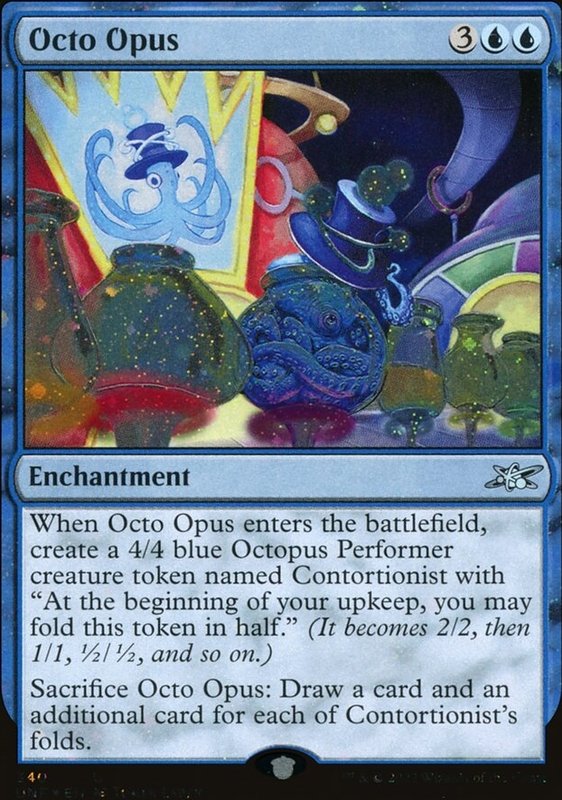 Octo Opus
3
Enchantment
When Octo Opus enters the battlefield,
create a 4/4 blue Octopus Performer
creature token named Contortionist with
“At the beginning of your upkeep, you may
fold this token in half.” (It becomes 2/2, then
1/1, ½/½, and so on.)
Sacrifice Octo Opus: Draw a card and an
additional card for each of Contortionist’s
folds.